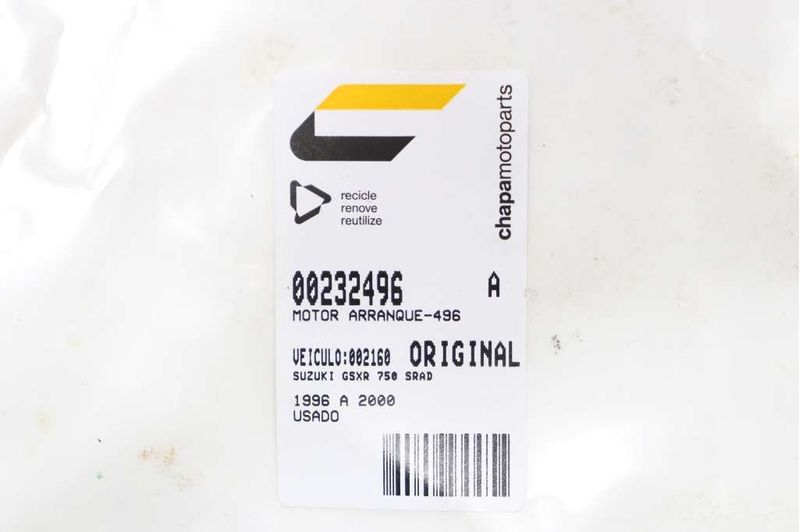 chapamotoparts
recicle
renove
reutilize
00232496 A
MOTOR ARRANQUE-496
VEICULO:002160 ORIGINAL
SUZUKI GSXR 750 SRAD
1996 A 2000
USADO